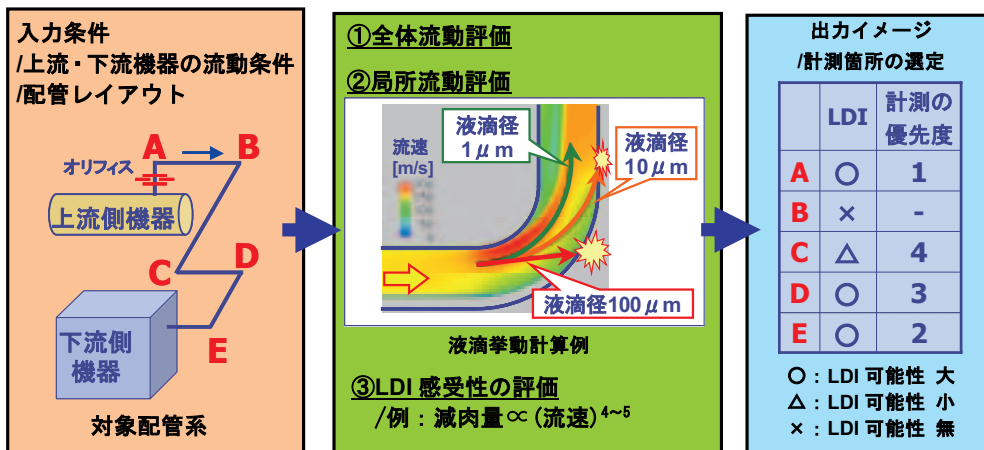 入力条件
/上流・下流機器の流動条件
/配管レイアウト
A
B
オリフィス
上流側機器
C
D
下流側
機器
E
対象配管系
①全体流動評価
②局所流動評価
流速
[m/s]
液滴径
1μm
液滴径
10μm
液滴径100μm
液滴挙動計算例
③LDI 感受性の評価
/例：減肉量∝(流速)4~5
出力イメージ
/計測箇所の選定
LDI 計測の優先度
A ○ 1
B × -
C △ 4
D ○ 3
E ○ 2
○：LDI 可能性 大
△：LDI 可能性 小
×：LDI 可能性 無